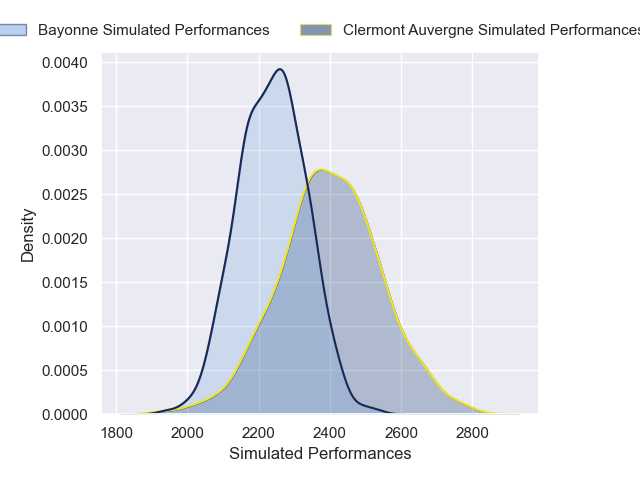 Bayonne Simulated Performances Clermont Auvergne Simulated Performances
0.0040
0.0035
0.0030
0.0025
0.0020
0.0015
0.0010
0.0005
0.0000
Density
1800 2000 2200 2400 2600 2800
Simulated Performances